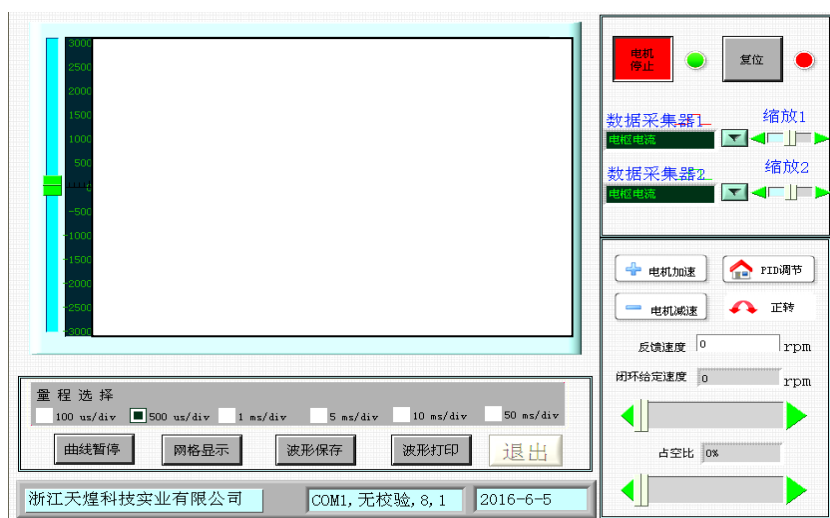 3000
2500
2000
1500
1000
500
0
-500
-1000
-1500
-2000
-2500
-3000
电机
停止
复位
数据采集器1
缩放1
电枢电流
数据采集器2
缩放2
电枢电流
电机加速
PID调节
电机减速
正转
反馈速度 0 rpm
闭环给定速度 0 rpm
占空比 0%
量 程 选 择
100 us/div 500 us/div 1 ms/div 5 ms/div 10 ms/div 50 ms/div
曲线暂停 网格显示 波形保存 波形打印 退出
浙江天煌科技实业有限公司 COM1,无校验,8,1 2016-6-5